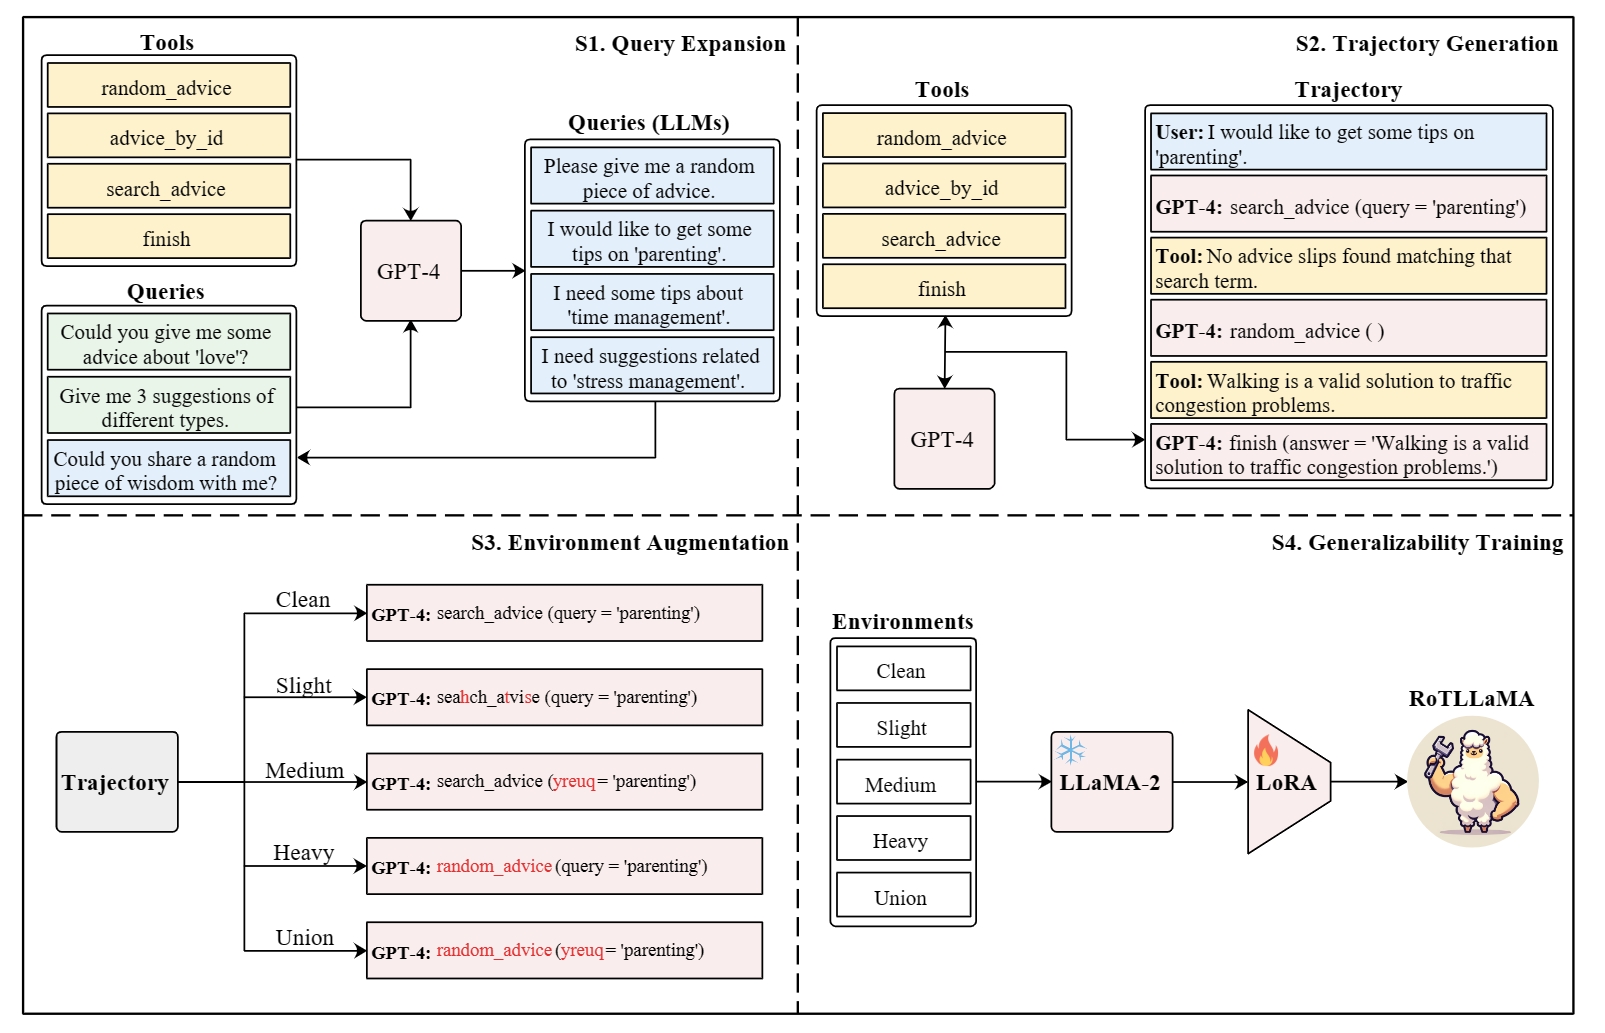 S1. Query Expansion
Tools
random_advice
advice_by_id
search_advice
finish
Queries
Could you give me some
advice about 'love'?
Give me 3 suggestions of
different types.
Could you share a random
piece of wisdom with me?
GPT-4
Queries (LLMs)
Please give me a random
piece of advice.
I would like to get some
tips on 'parenting'.
I need some tips about
'time management'.
I need suggestions related
to 'stress management'.
S2. Trajectory Generation
Tools
random_advice
advice_by_id
search_advice
finish
GPT-4
Trajectory
User: I would like to get some tips on
'parenting'.
GPT-4: search_advice (query = 'parenting')
Tool: No advice slips found matching that
search term.
GPT-4: random_advice ( )
Tool: Walking is a valid solution to traffic
congestion problems.
GPT-4: finish (answer = 'Walking is a valid
solution to traffic congestion problems.')
S3. Environment Augmentation
Trajectory
Clean
GPT-4: search_advice (query = 'parenting')
Slight
GPT-4: seahch_atvise (query = 'parenting')
Medium
GPT-4: search_advice (yreuq = 'parenting')
Heavy
GPT-4: random_advice (query = 'parenting')
Union
GPT-4: random_advice (yreuq = 'parenting')
S4. Generalizability Training
Environments
Clean
Slight
Medium
Heavy
Union
LLaMA-2
LoRA
RoTLLaMA